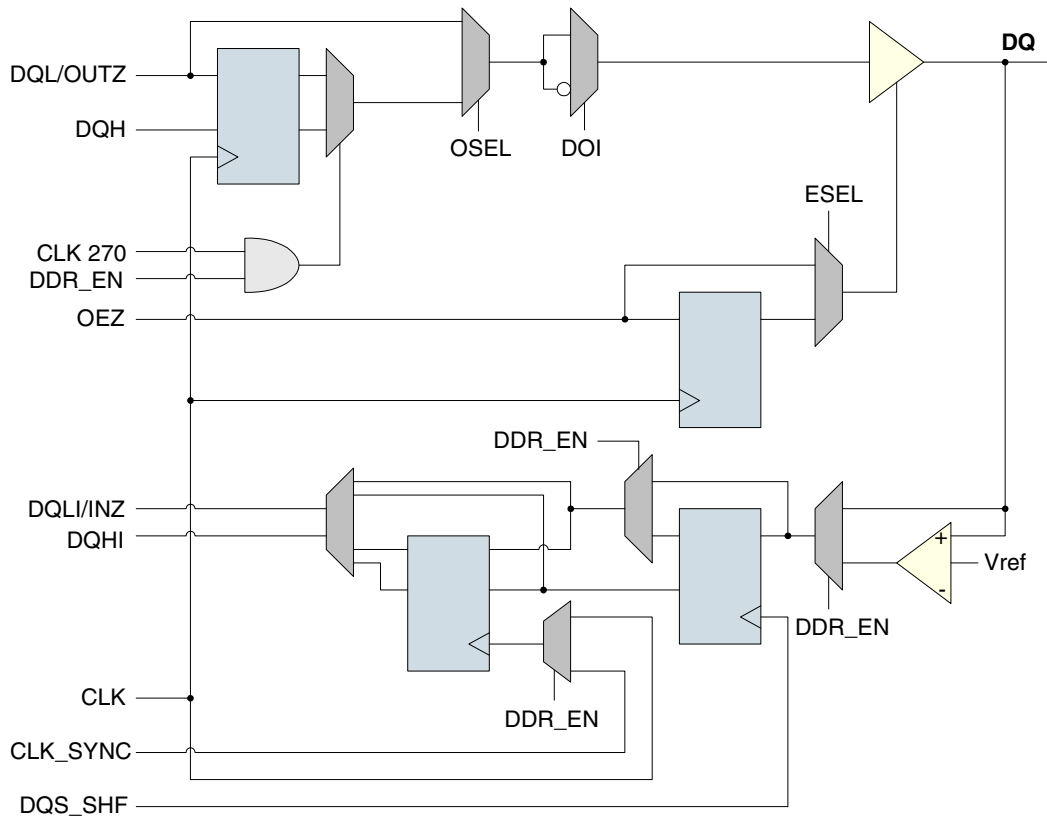 DQ
DQL/OUTZ
DQH
OSEL
DOI
ESEL
CLK 270
DDR_EN
OEZ
DDR_EN
DQLI/INZ
DQHI
+
Vref
-
DDR_EN
CLK
DDR_EN
CLK_SYNC
DQS_SHF